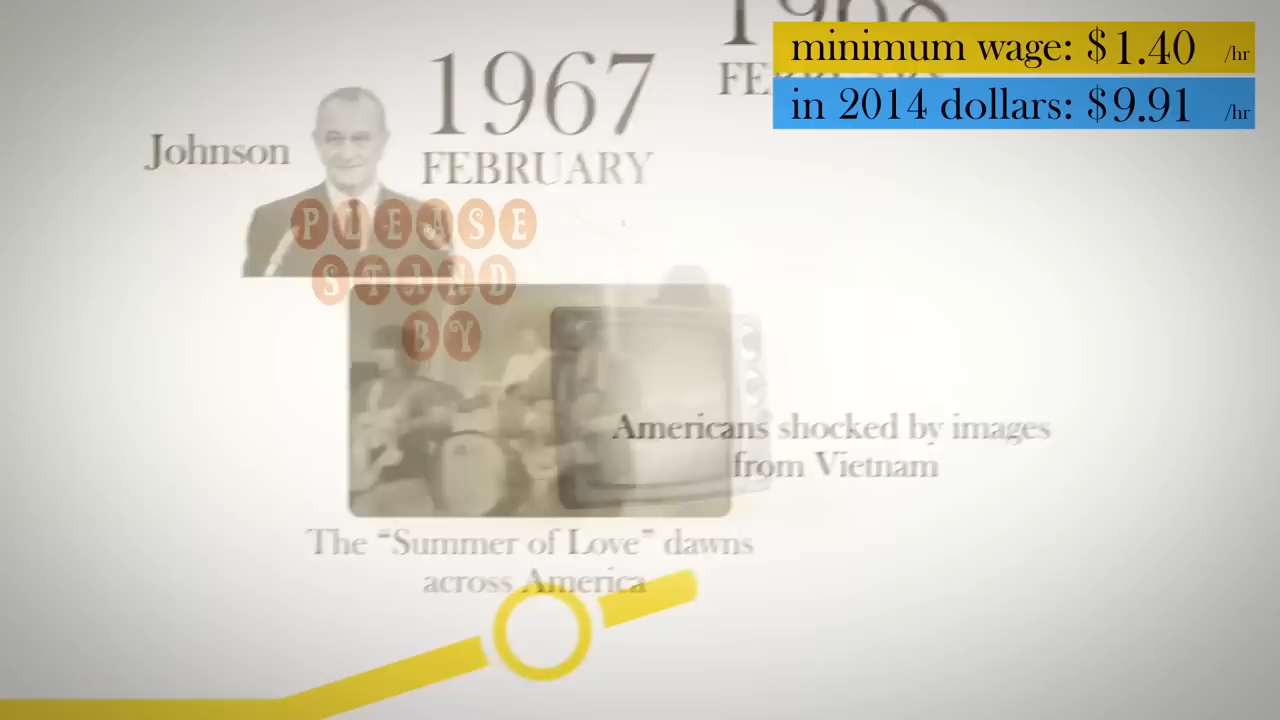 1968
minimum wage: $1.40 /hr
in 2014 dollars: $9.91 /hr
1967
FEBRUARY
Johnson
PLEASE
STAND
BY
Americans shocked by images
from Vietnam
The “Summer of Love” dawns
across America